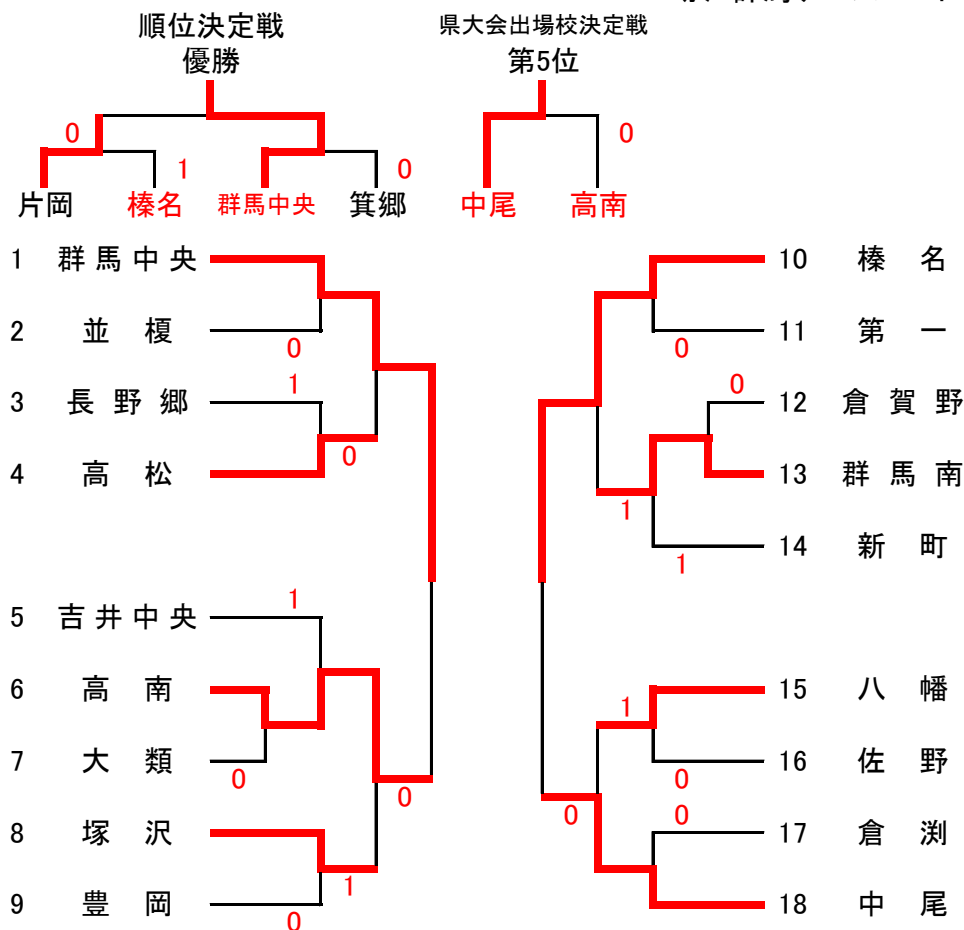 順位決定戦
優勝
県大会出場校決定戦
第5位
0
1
0
0
片岡 榛名 群馬中央 箕郷
中尾 高南
1 群馬中央
2 並榎
0
1
3 長野郷
0
4 高松
1
5 吉井中央
6 高南
7 大類
0
0
8 塚沢
1
9 豊岡
0
10 榛名
11 第一
0
0
12 倉賀野
13 群馬南
1
14 新町
1
15 八幡
1
16 佐野
0
0
0
17 倉渕
18 中尾